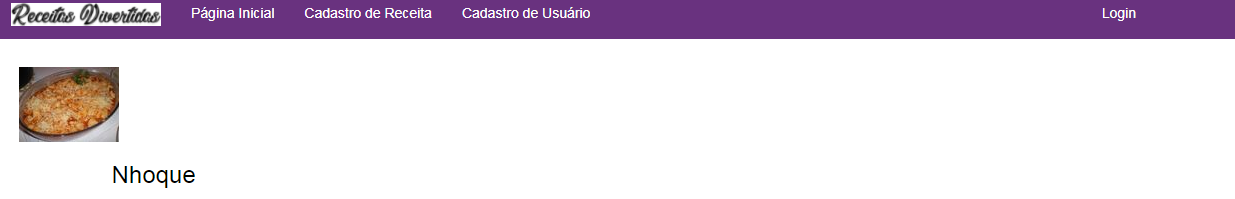 Receitas Divertidas Página Inicial Cadastro de Receita Cadastro de Usuário Login
Nhoque